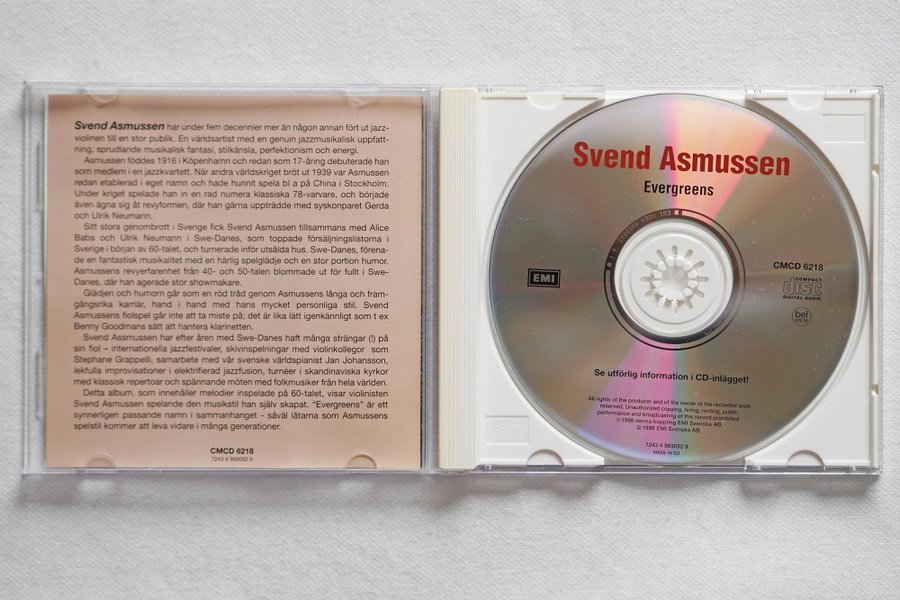 Svend Asmussen har under fem decennier mer än någon annan fört ut jazz-
violinen till en stor publik. En världsartist med en genuin jazzmusikalisk uppfatt-
ning, sprudlande musikalisk fantasi, stilkänsla, perfektionism och energi.
Asmussen föddes 1916 i Köpenhamn och redan som 17-åring debuterade han
som medlem i en jazzkvartett. När andra världskriget bröt ut 1939 var Asmussen
redan etablerad i eget namn och hade hunnit spela bl a på China i Stockholm.
Under kriget spelade han in en rad numera klassiska 78-varvare, och började
även ägna sig åt revyformen, där han gärna uppträdde med syskonparet Gerda
och Ulrik Neumann.
Sitt stora genombrott i Sverige fick Svend Asmussen tillsammans med Alice
Babs och Ulrik Neumann i Swe-Danes, som toppade försäljningslistorna i
Sverige i början av 60-talet, och turnerade inför utsålda hus. Swe-Danes, förena-
de en fantastisk musikalitet med en härlig spelglädje och en stor portion humor.
Asmussens revyerfarenhet från 40- och 50-talen blommade ut för fullt i Swe-
Danes, där han agerade stor showmakare.
Glädjen och humorn går som en röd tråd genom Asmussens långa och fram-
gångsrika karriär, hand i hand med hans mycket personliga stil. Svend
Asmussens fiolspel går inte att ta miste på; det är lika lätt igenkänligt som t ex
Benny Goodmans sätt att hantera klarinetten.
Svend Assmussen har efter åren med Swe-Danes haft många strängar (!) på
sin fiol – internationella jazzfestivaler, skivinspelningar med violinkollegor som
Stephane Grappelli, samarbete med vår svenske världspianist Jan Johansson,
lekfulla improvisationer i elektrifierad jazzfusion, turnéer i skandinaviska kyrkor
med klassisk repertoar och spännande möten med folkmusiker från hela världen.
Detta album, som innehåller melodier inspelade på 60-talet, visar violinisten
Svend Asmussen spelande den musikstil han själv skapat. "Evergreens" är ett
synnerligen passande namn i sammanhanget - såväl låtarna som Asmussens
spelstil kommer att leva vidare i många generationer.
CMCD 6218
7243 4 969092 9
Svend Asmussen
Evergreens
EMI
CMCD 6218
COMPACT
disc
DIGITAL AUDIO
bel
BIEM
Se utförlig information i CD-inlägget!
All rights of the producer and of the owner of the recorded work
reserved. Unauthorized copying, hiring, renting, public
performance and broadcasting of this record prohibited.
℗ 1998 denna koppling EMI Svenska AB
© 1998 EMI Svenska AB
7243 4 969092 9
MADE IN EU